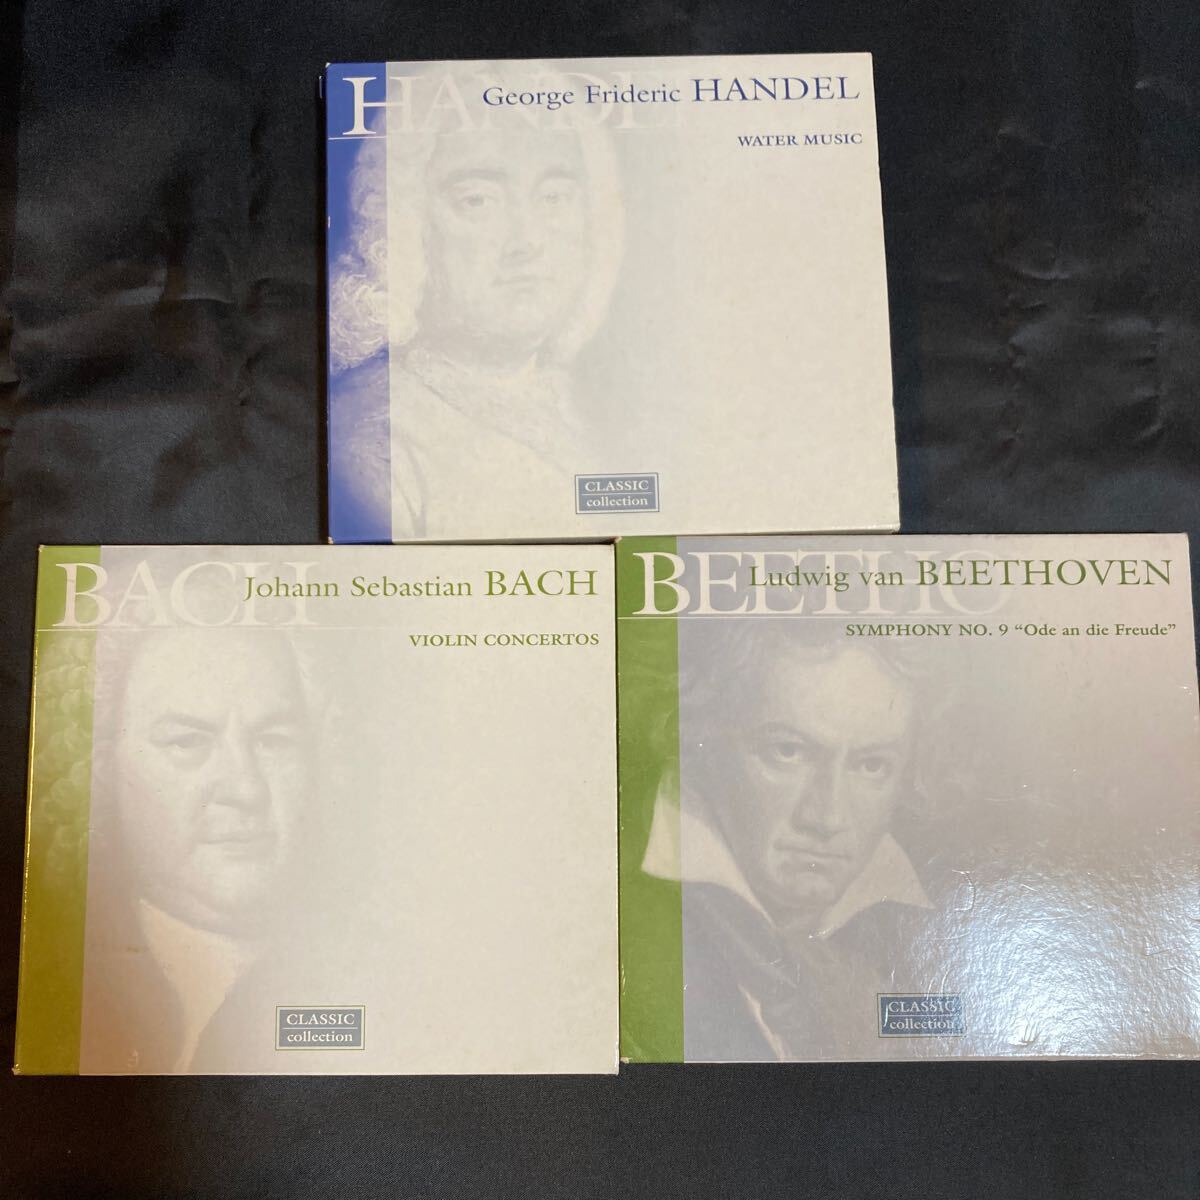 HANDEL
George Frideric HANDEL
WATER MUSIC
CLASSIC
collection
BACH
Johann Sebastian BACH
VIOLIN CONCERTOS
CLASSIC
collection
BEETHO
Ludwig van BEETHOVEN
SYMPHONY NO. 9 “Ode an die Freude”
CLASSIC
collection